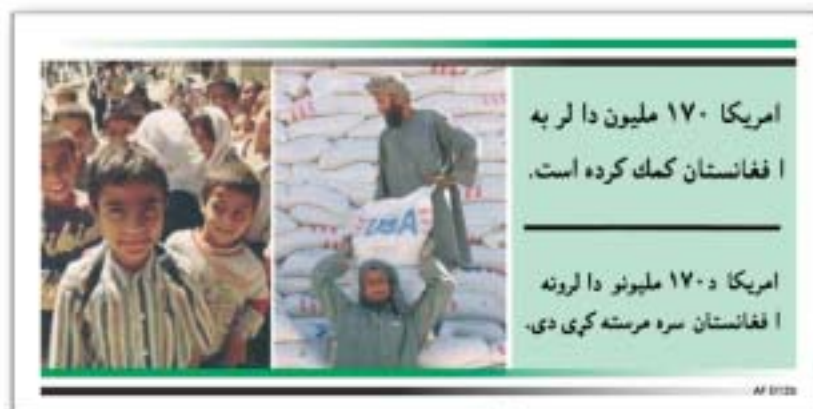 امریکا ۱۷۰ ملیون دا لر به
ا فغانستان کمك کرده است.
امریکا د ۱۷۰ ملیونو دا لرونه
ا فغانستان سره مرسته کړی دی.
USA